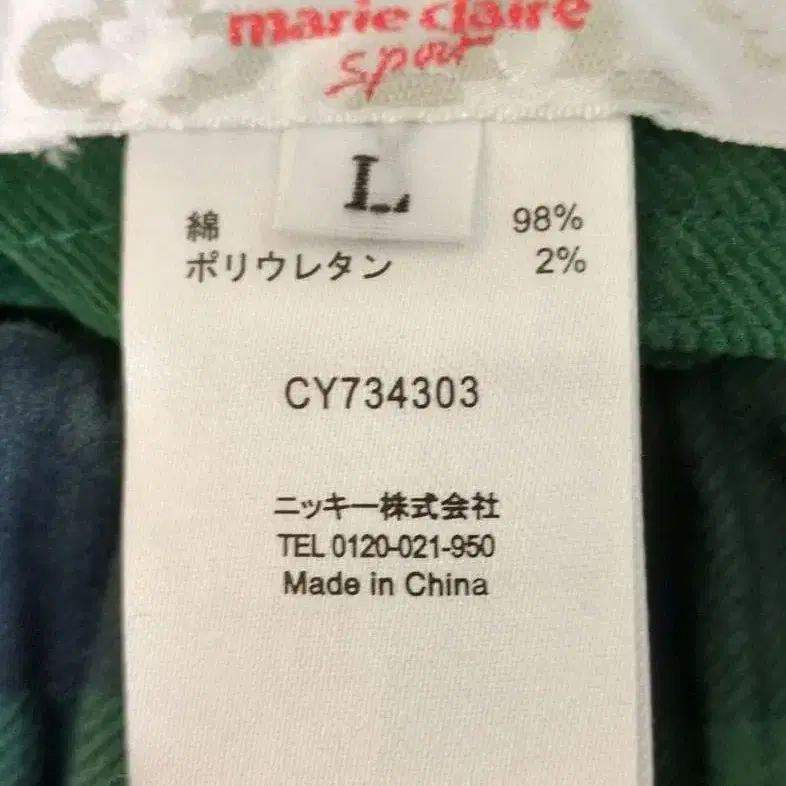 marie claire
sport
L
綿 98%
ポリウレタン 2%
CY734303
ニッキー株式会社
TEL 0120-021-950
Made in China